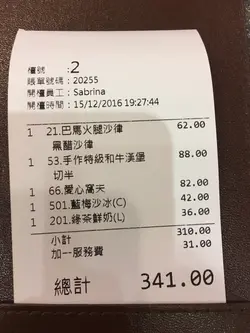 檯號 :2
賬單號碼 : 20255
開檯員工 : Sabrina
開檯時間 : 15/12/2016 19:27:44
1 21.巴馬火腿沙律 62.00
黑醋沙律
1 53.手作特級和牛漢堡 88.00
切半
1 66.愛心窩夫 82.00
1 501.藍梅沙冰(C) 42.00
1 201.綠茶鮮奶(L) 36.00
小計 310.00
加一服務費 31.00
總計 341.00